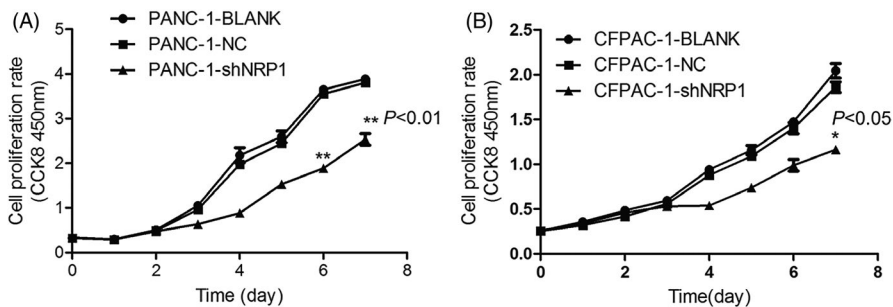 (A)
PANC-1-BLANK
PANC-1-NC
PANC-1-shNRP1
Cell proliferation rate
(CCK8 450nm)
5
4
3
2
1
0
** P<0.01
**
0 2 4 6 8
Time (day)
(B)
CFPAC-1-BLANK
CFPAC-1-NC
CFPAC-1-shNRP1
Cell proliferation rate
(CCK8 450nm)
2.5
2.0
1.5
1.0
0.5
0.0
P<0.05
*
0 2 4 6 8
Time(day)